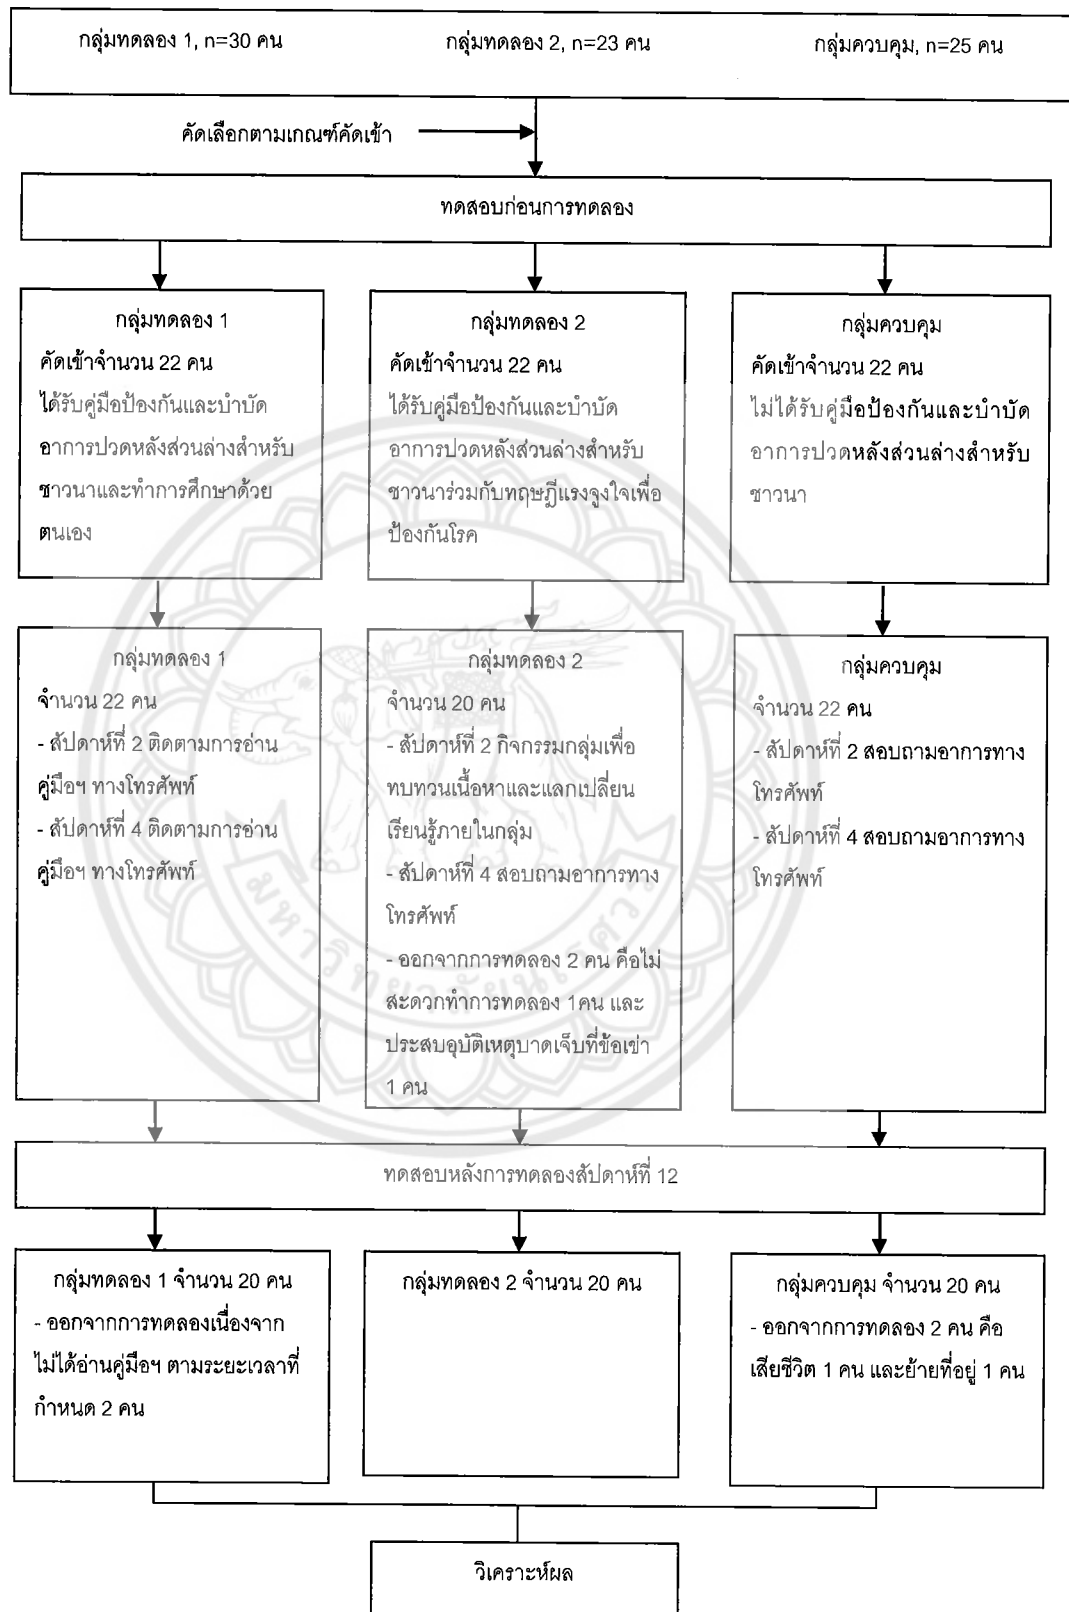 กลุ่มทดลอง 1, n=30 คน
กลุ่มทดลอง 2, n=23 คน
กลุ่มควบคุม, n=25 คน
คัดเลือกตามเกณฑ์คัดเข้า
ทดสอบก่อนการทดลอง
กลุ่มทดลอง 1
คัดเข้าจำนวน 22 คน
ได้รับคู่มือป้องกันและบำบัด
อาการปวดหลังส่วนล่างสำหรับ
ชาวนาและทำการศึกษาด้วย
ตนเอง
กลุ่มทดลอง 2
คัดเข้าจำนวน 22 คน
ได้รับคู่มือป้องกันและบำบัด
อาการปวดหลังส่วนล่างสำหรับ
ชาวนาร่วมกับทฤษฎีแรงจูงใจเพื่อ
ป้องกันโรค
กลุ่มควบคุม
คัดเข้าจำนวน 22 คน
ไม่ได้รับคู่มือป้องกันและบำบัด
อาการปวดหลังส่วนล่างสำหรับ
ชาวนา
กลุ่มทดลอง 1
จำนวน 22 คน
- สัปดาห์ที่ 2 ติดตามการอ่าน
คู่มือฯ ทางโทรศัพท์
- สัปดาห์ที่ 4 ติดตามการอ่าน
คู่มือฯ ทางโทรศัพท์
กลุ่มทดลอง 2
จำนวน 20 คน
- สัปดาห์ที่ 2 กิจกรรมกลุ่มเพื่อ
ทบทวนเนื้อหาและแลกเปลี่ยน
เรียนรู้ภายในกลุ่ม
- สัปดาห์ที่ 4 สอบถามอาการทาง
โทรศัพท์
- ออกจากการทดลอง 2 คน คือไม่
สะดวกทำการทดลอง 1คน และ
ประสบอุบัติเหตุบาดเจ็บที่ข้อเข่า
1 คน
กลุ่มควบคุม
จำนวน 22 คน
- สัปดาห์ที่ 2 สอบถามอาการทาง
โทรศัพท์
- สัปดาห์ที่ 4 สอบถามอาการทาง
โทรศัพท์
มหาวิทยาลัยนเรศวร
ทดสอบหลังการทดลองสัปดาห์ที่ 12
กลุ่มทดลอง 1 จำนวน 20 คน
- ออกจากการทดลองเนื่องจาก
ไม่ได้อ่านคู่มือฯ ตามระยะเวลาที่
กำหนด 2 คน
กลุ่มทดลอง 2 จำนวน 20 คน
กลุ่มควบคุม จำนวน 20 คน
- ออกจากการทดลอง 2 คน คือ
เสียชีวิต 1 คน และย้ายที่อยู่ 1 คน
วิเคราะห์ผล